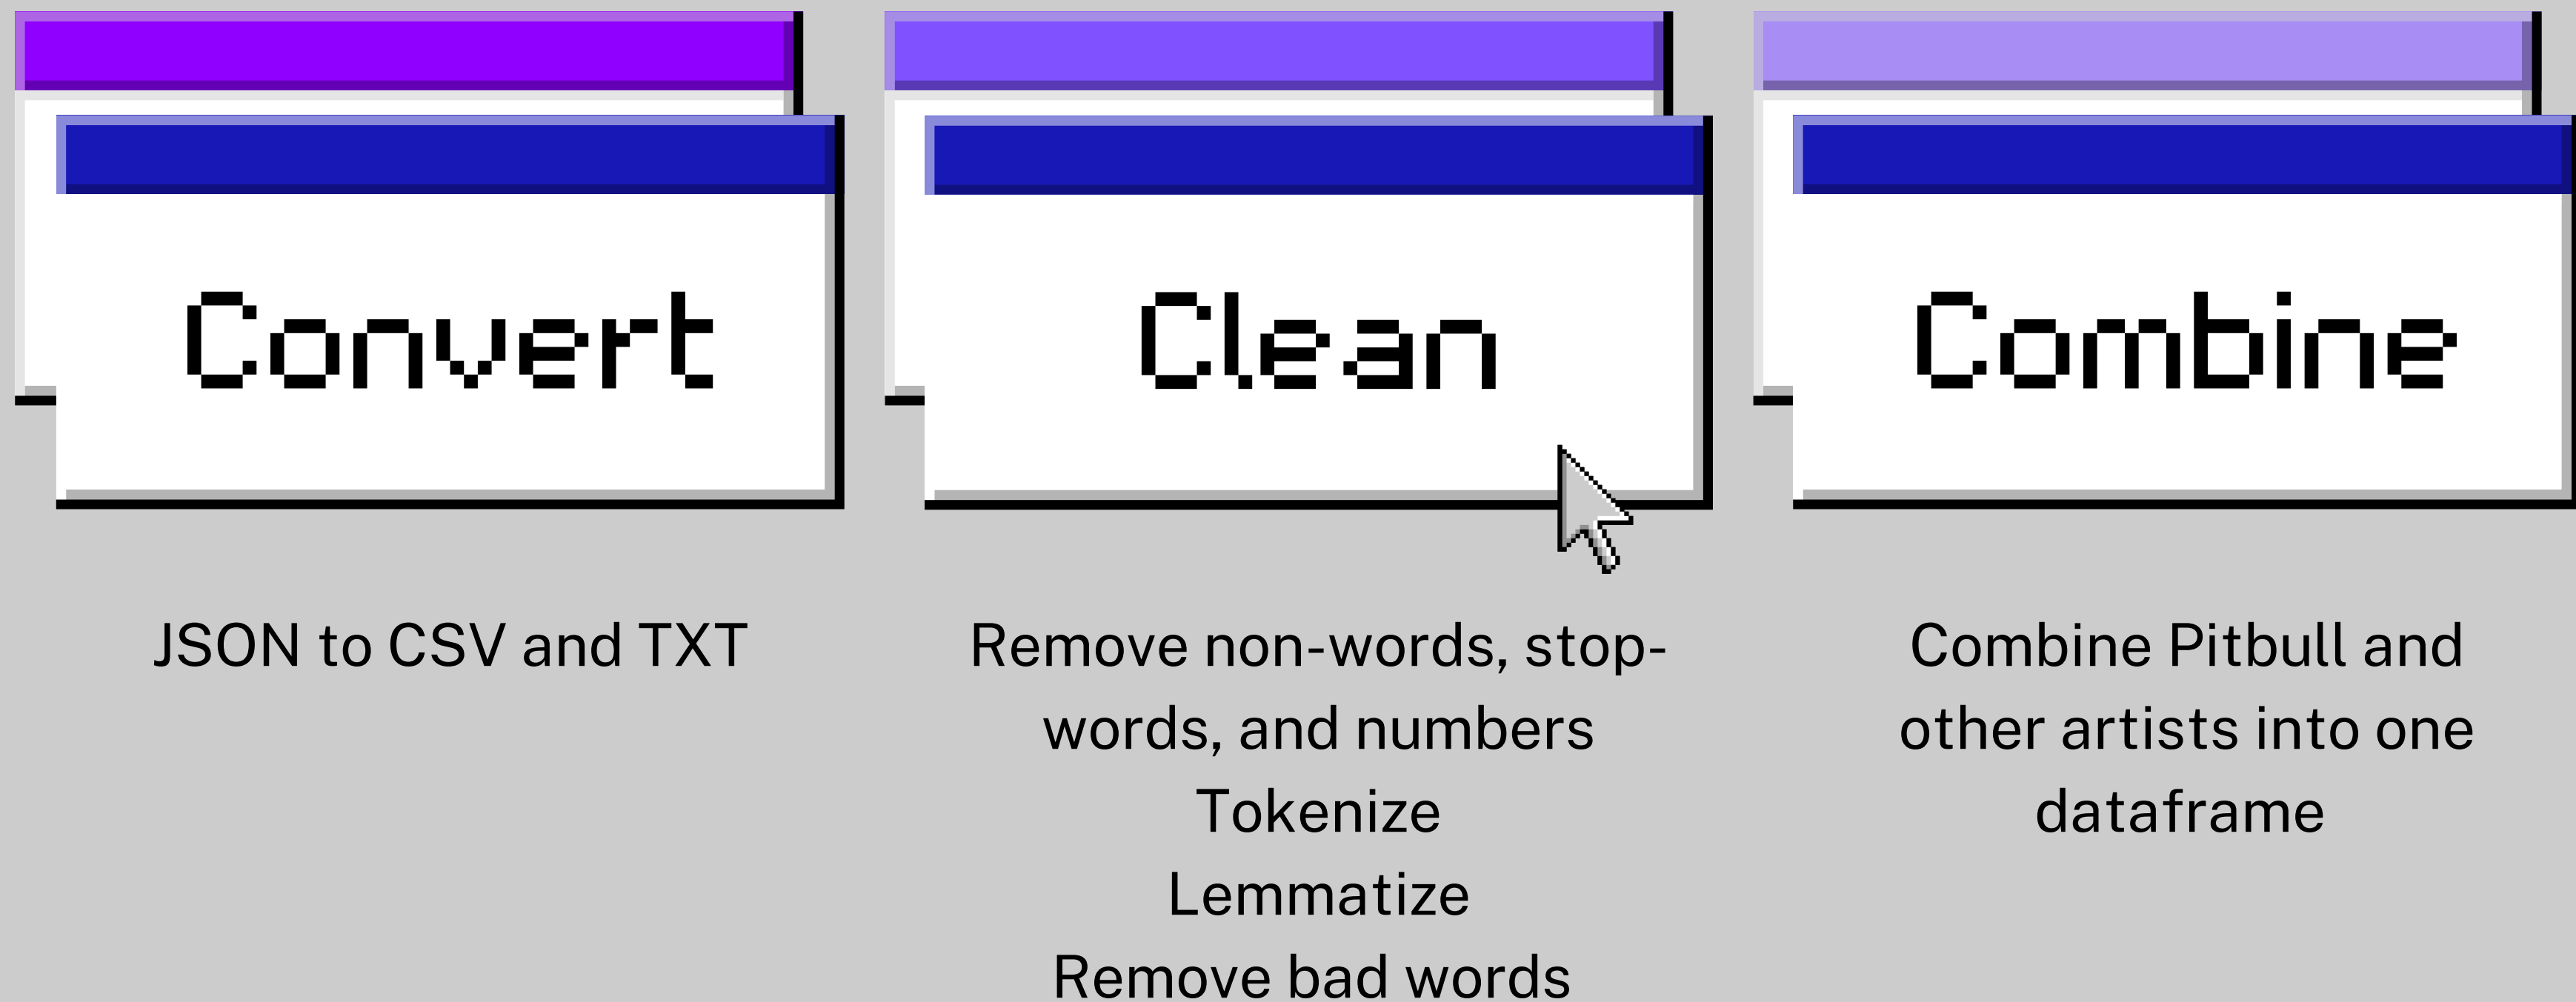 Convert
JSON to CSV and TXT
Clean
Remove non-words, stop-
words, and numbers
Tokenize
Lemmatize
Remove bad words
Combine
Combine Pitbull and
other artists into one
dataframe